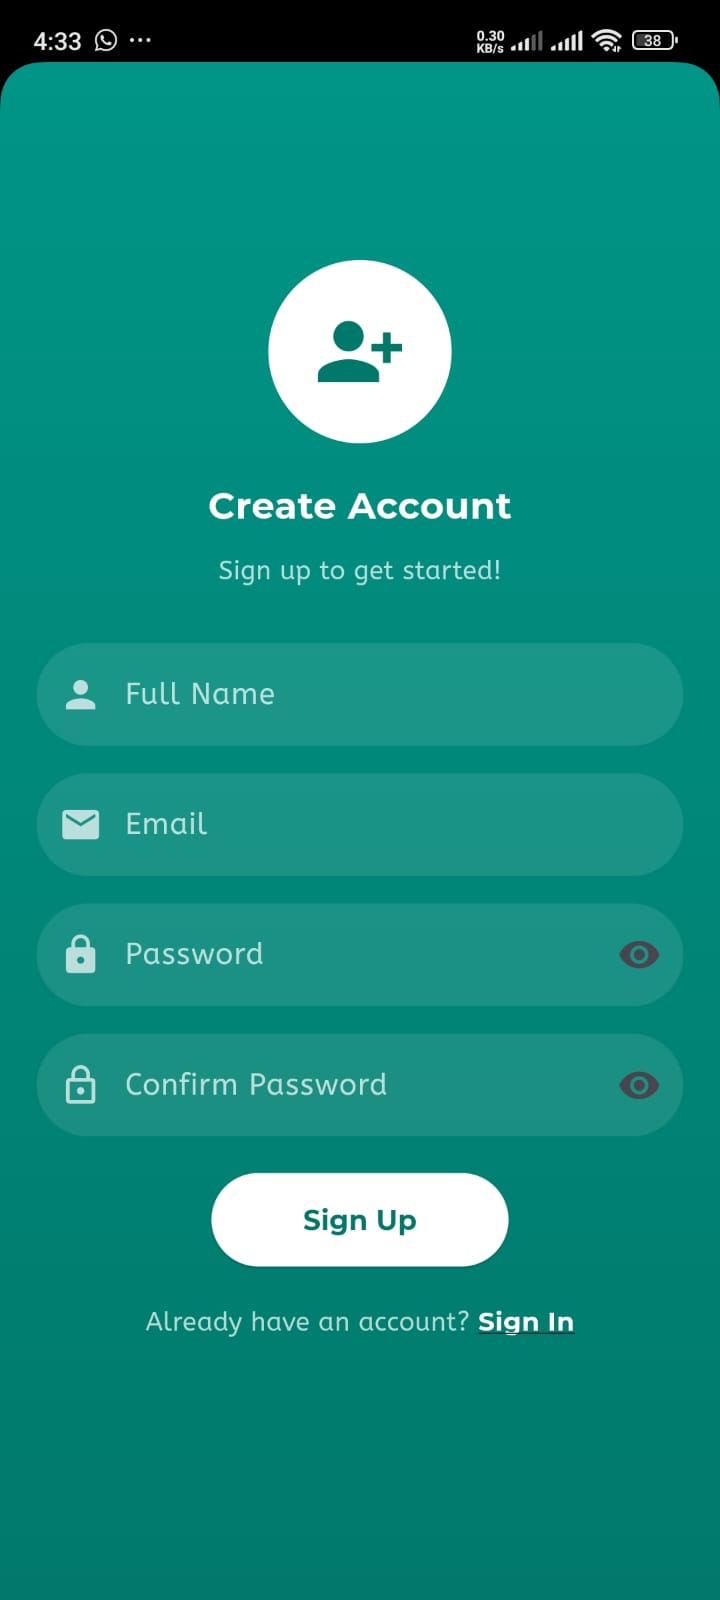 4:33 ... 0.30 KB/s 38
Create Account
Sign up to get started!
Full Name
Email
Password
Confirm Password
Sign Up
Already have an account? Sign In